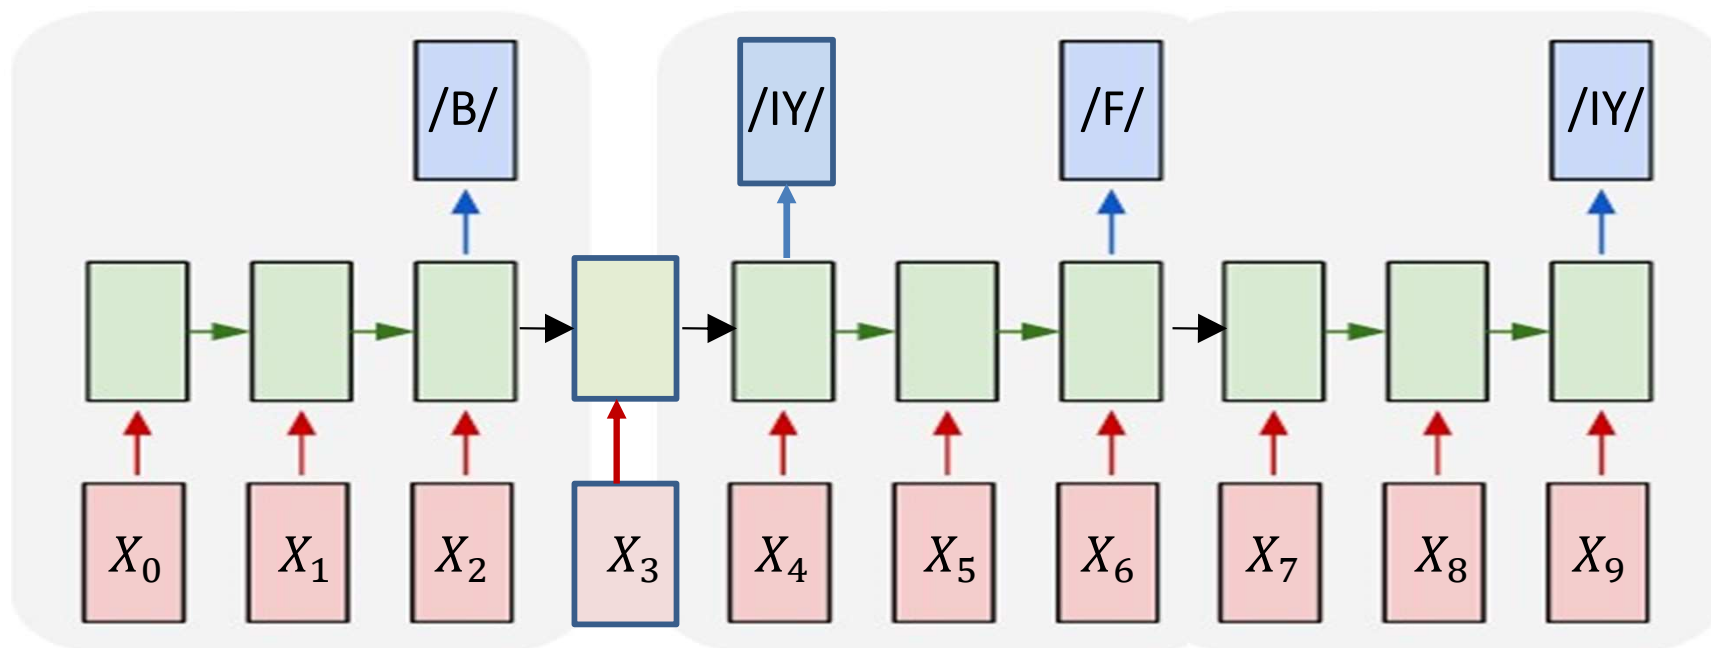 /B/ /IY/ /F/ /IY/
X₀ X₁ X₂ X₃ X₄ X₅ X₆ X₇ X₈ X₉